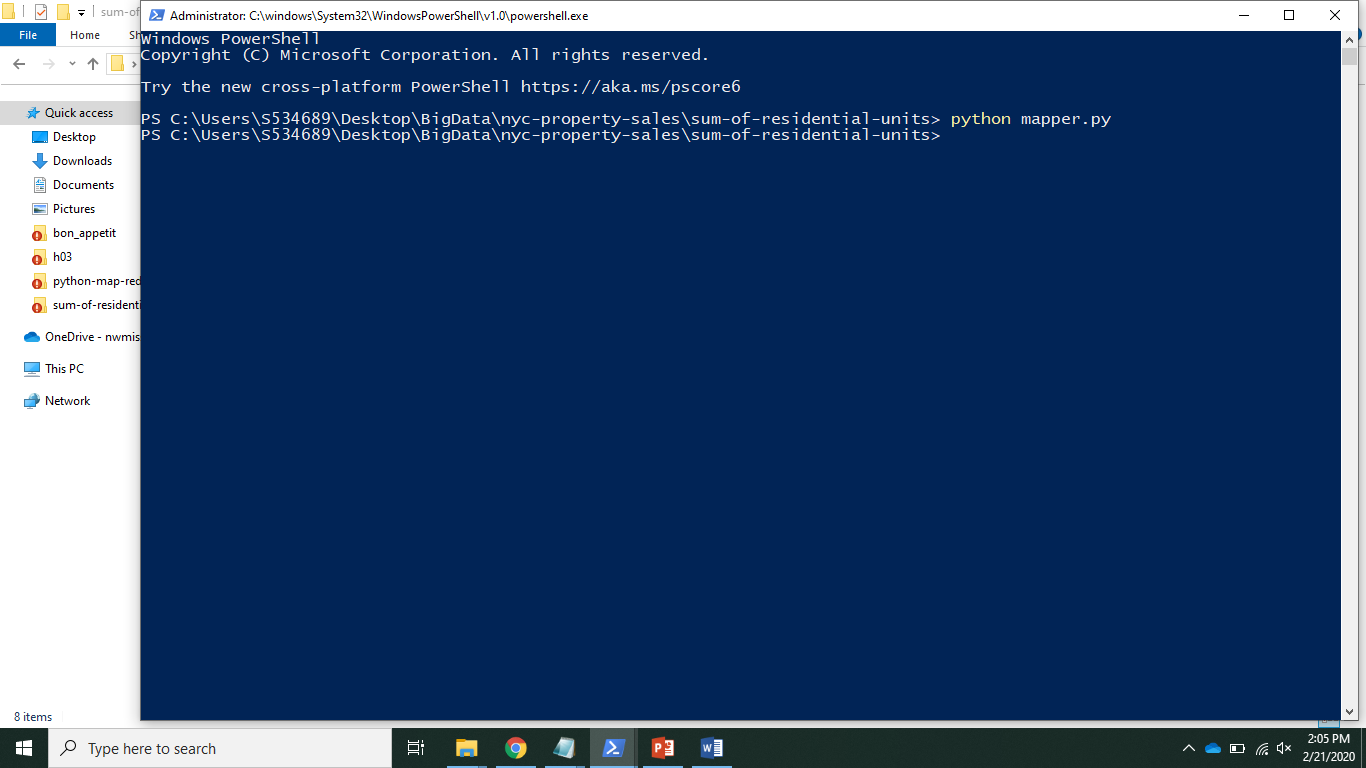 sum-of
Administrator: C:\windows\System32\WindowsPowerShell\v1.0\powershell.exe
File Home Sh
Windows PowerShell
Copyright (C) Microsoft Corporation. All rights reserved.
Try the new cross-platform PowerShell https://aka.ms/pscore6
PS C:\Users\S534689\Desktop\BigData\nyc-property-sales\sum-of-residential-units> python mapper.py
PS C:\Users\S534689\Desktop\BigData\nyc-property-sales\sum-of-residential-units>
Quick access
Desktop
Downloads
Documents
Pictures
bon_appetit
h03
python-map-red
sum-of-residenti
OneDrive - nwmis
This PC
Network
8 items
Type here to search
2:05 PM
2/21/2020